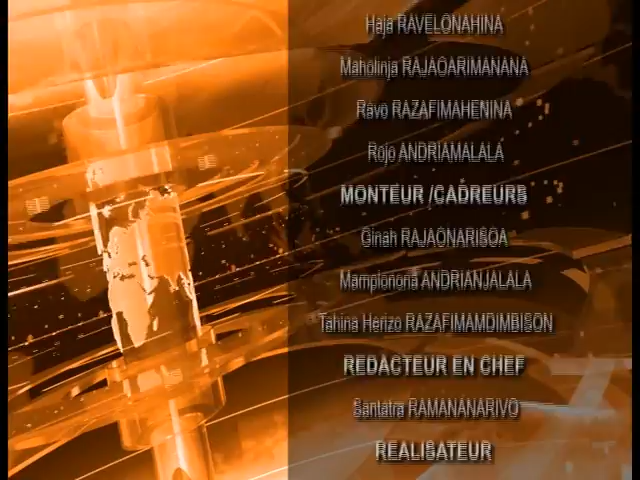 Haja RAVELONAHINA
Maholinja RAJAOARIMANANA
Ravo RAZAFIMAHENINA
Rojo ANDRIAMALALA
MONTEUR /CADREURS
Ginah RAJAONARISOA
Mampionona ANDRIANJALALA
Tahina Herizo RAZAFIMAMDIMBISON
REDACTEUR EN CHEF
Santatra RAMANANARIVO
REALISATEUR